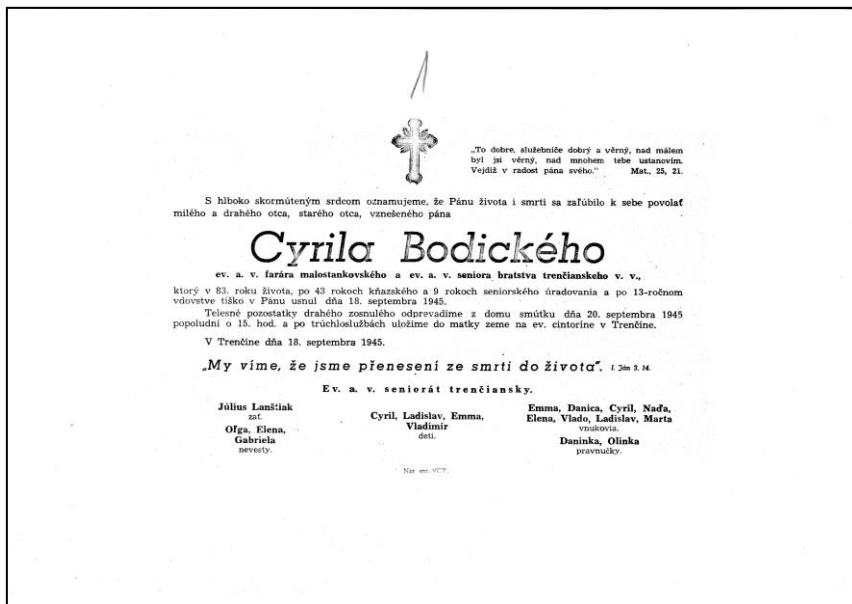 „To dobre, služebníče dobrý a věrný, nad málem
byl jsi věrný, nad mnohem tebe ustanovím.
Vejdiž v radost pána svého." Mat., 25, 21.
S hlboko skormúteným srdcom oznamujeme, že Pánu života i smrti sa zaľúbilo k sebe povolať
milého a drahého otca, starého otca, vznešeného pána
Cyrila Bodického
ev. a. v. farára malostankovského a ev. a. v. seniora bratstva trenčianskeho v. v.,
ktorý v 83. roku života, po 43 rokoch kňazského a 9 rokoch seniorského úradovania a po 13-ročnom
vdovstve tíško v Pánu usnul dňa 18. septembra 1945.
Telesné pozostatky drahého zosnulého odprevadíme z domu smútku dňa 20. septembra 1945
popoludní o 15. hod. a po trúchloslužbách uložíme do matky zeme na ev. cintoríne v Trenčíne.
V Trenčíne dňa 18. septembra 1945.
„My víme, že jsme přenesení ze smrti do života". I. Ján 3. 14.
Ev. a. v. seniorát trenčiansky.
Július Lanštiak
zať.
Oľga, Elena,
Gabriela
nevesty.
Cyril, Ladislav, Emma,
Vladimír
deti.
Emma, Danica, Cyril, Naďa,
Elena, Vlado, Ladislav, Marta
vnukovia.
Daninka, Olinka
pravnučky.